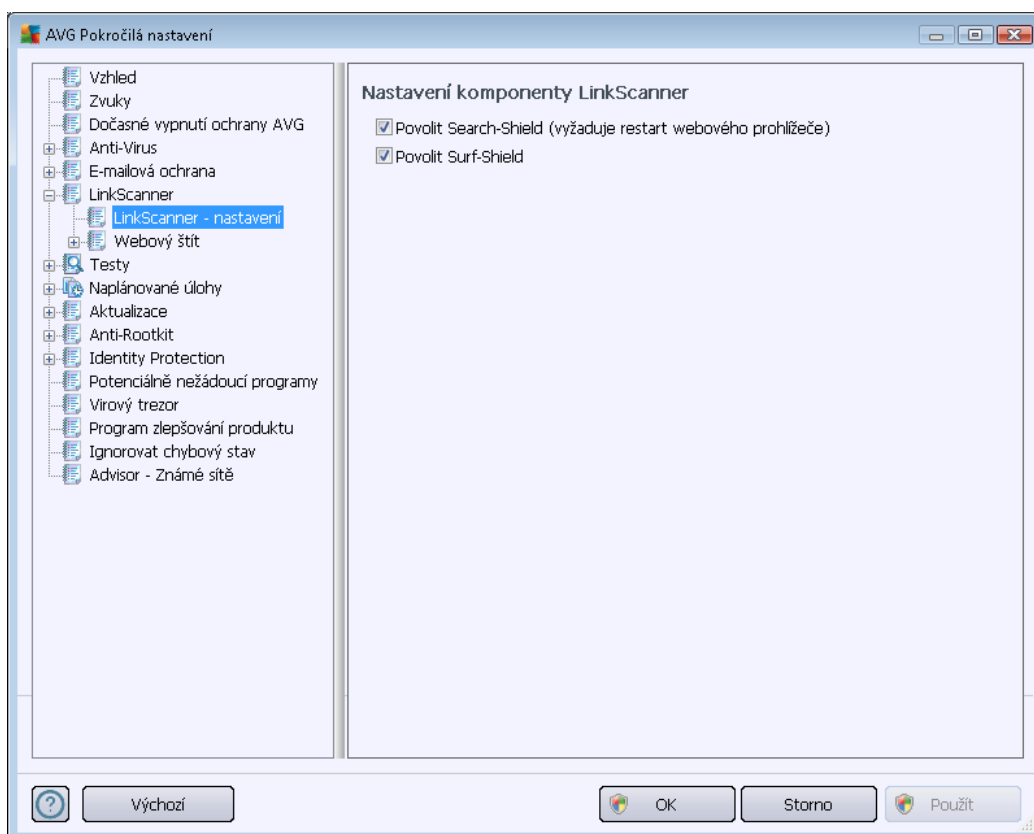 AVG Pokročilá nastavení
Vzhled
Zvuky
Dočasné vypnutí ochrany AVG
Anti-Virus
E-mailová ochrana
LinkScanner
LinkScanner - nastavení
Webový štít
Testy
Naplánované úlohy
Aktualizace
Anti-Rootkit
Identity Protection
Potenciálně nežádoucí programy
Virový trezor
Program zlepšování produktu
Ignorovat chybový stav
Advisor - Známé sítě
Nastavení komponenty LinkScanner
Povolit Search-Shield (vyžaduje restart webového prohlížeče)
Povolit Surf-Shield
Výchozí
OK
Storno
Použít